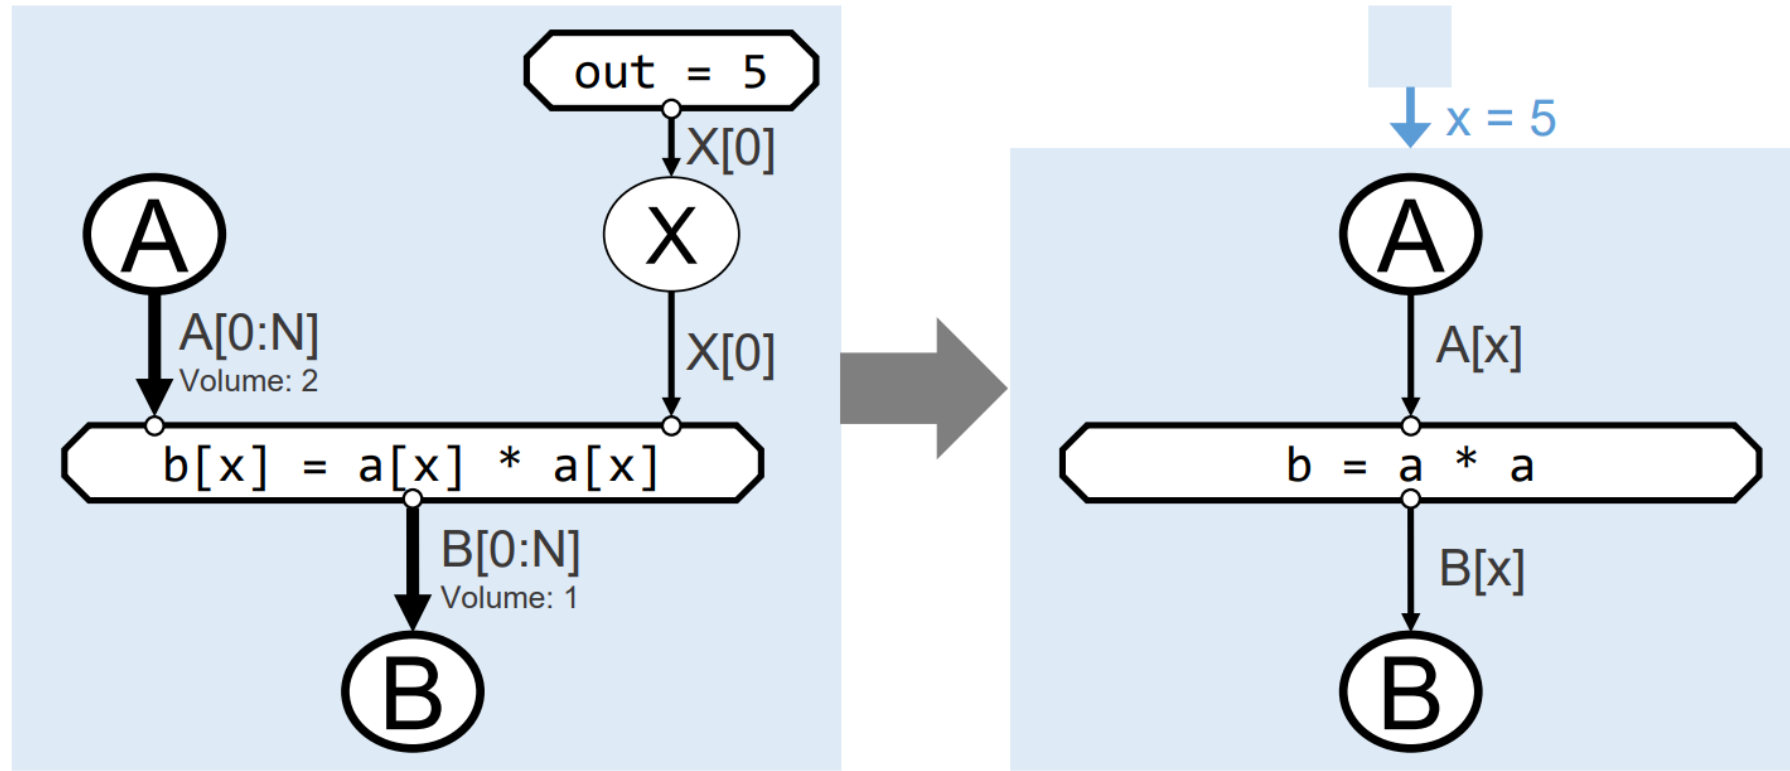 out = 5
X[0]
A
X
A[0:N]
Volume: 2
X[0]
b[x] = a[x] * a[x]
B[0:N]
Volume: 1
B
x = 5
A
A[x]
b = a * a
B[x]
B